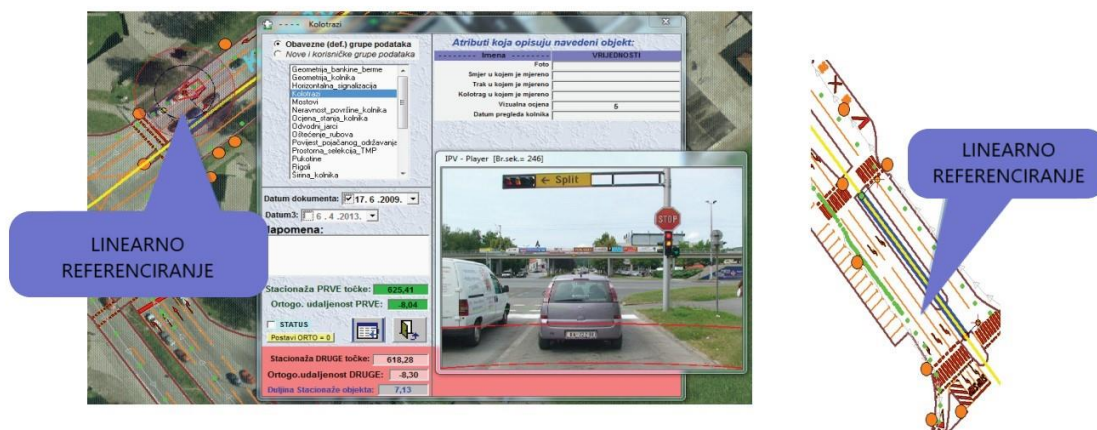 ---- Kolotrazi
Obavezne (def.) grupe podataka
Nove i korisničke grupe podataka
Geometrija_bankine_berme
Geometrija_kolnika
Horizontalna_signalizacija
Kolotrazi
Mostovi
Neravnost_površine_kolnika
Ocjena_stanja_kolnika
Odvodni_jarci
Oštećenje_rubova
Povijest_pojačanog_održavanja
Prostorna_selekcija_TMP
Pukotine
Rigoli
Širina_kolnika
Datum dokumenta: 17. 6 .2009.
Datum3: 6 . 4 .2013.
Napomena:
Stacionaža PRVE točke: 625,41
Ortogo. udaljenost PRVE: -8,04
STATUS
Postavi ORTO = 0
Stacionaža DRUGE točke: 618,28
Ortogo.udaljenost DRUGE: -8,30
Duljina Stacionaže objekta: 7,13
Atributi koja opisuju navedeni objekt:
Imena VRIJEDNOSTI
Foto
Smjer u kojem je mjereno
Trak u kojem je mjereno
Kolotrag u kojem je mjereno
Vizualna ocjena 5
Datum pregleda kolnika
IPV - Player [Br.sek.= 246]
← Split
STOP
LINEARNO
REFERENCIRANJE
LINEARNO
REFERENCIRANJE